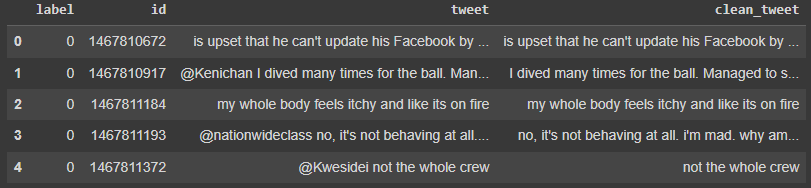 label id tweet clean_tweet
0 0 1467810672 is upset that he can't update his Facebook by ... is upset that he can't update his Facebook by ...
1 0 1467810917 @Kenichan I dived many times for the ball. Man... I dived many times for the ball. Managed to s...
2 0 1467811184 my whole body feels itchy and like its on fire my whole body feels itchy and like its on fire
3 0 1467811193 @nationwideclass no, it's not behaving at all.... no, it's not behaving at all. i'm mad. why am...
4 0 1467811372 @Kwesidei not the whole crew not the whole crew